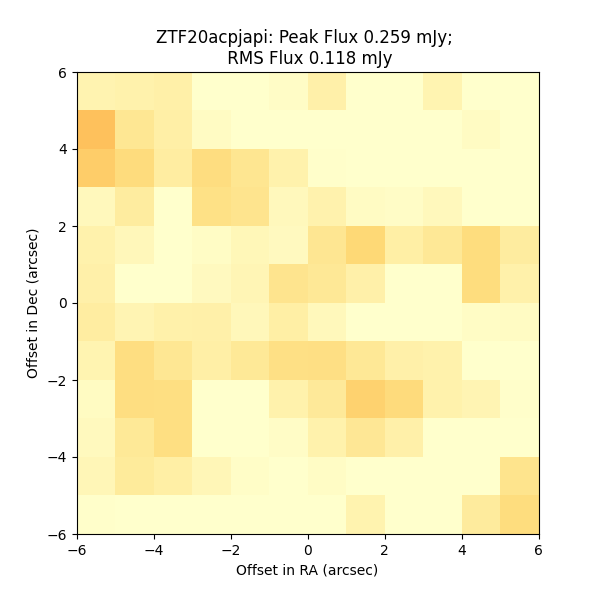 ZTF20acpjapi: Peak Flux 0.259 mJy;
RMS Flux 0.118 mJy
6
4
2
0
−2
−4
−6
Offset in Dec (arcsec)
−6 −4 −2 0 2 4 6
Offset in RA (arcsec)